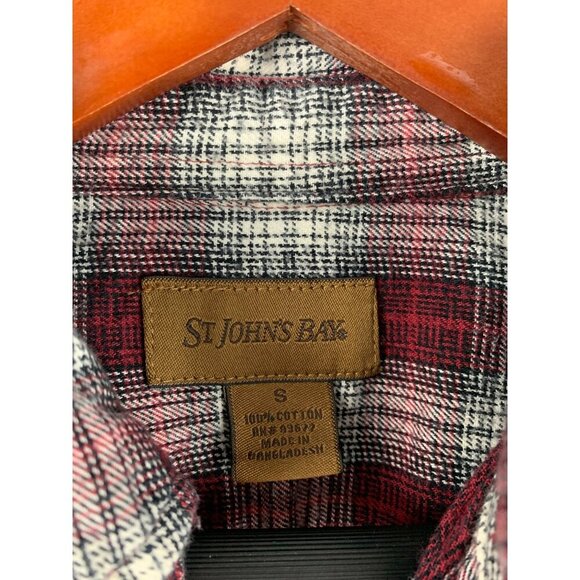 ST JOHN'S BAY®
S
100% COTTON
RN# 93677
MADE IN
BANGLADESH